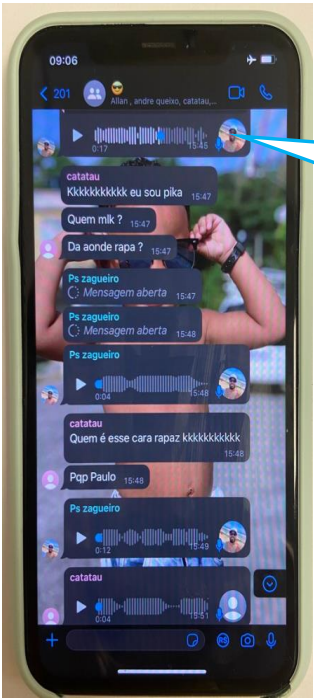 09:06
201
😎
Allan , andre queixo, catatau,...
0:17 15:45
catatau
Kkkkkkkkkkk eu sou pika 15:47
Quem mlk ? 15:47
Da aonde rapa ? 15:47
Ps zagueiro
Mensagem aberta 15:47
Ps zagueiro
Mensagem aberta 15:48
Ps zagueiro
0:04 15:48
catatau
Quem é esse cara rapaz kkkkkkkkkkk
15:48
Pqp Paulo 15:48
Ps zagueiro
0:12 15:49
catatau
0:04 15:51
R$